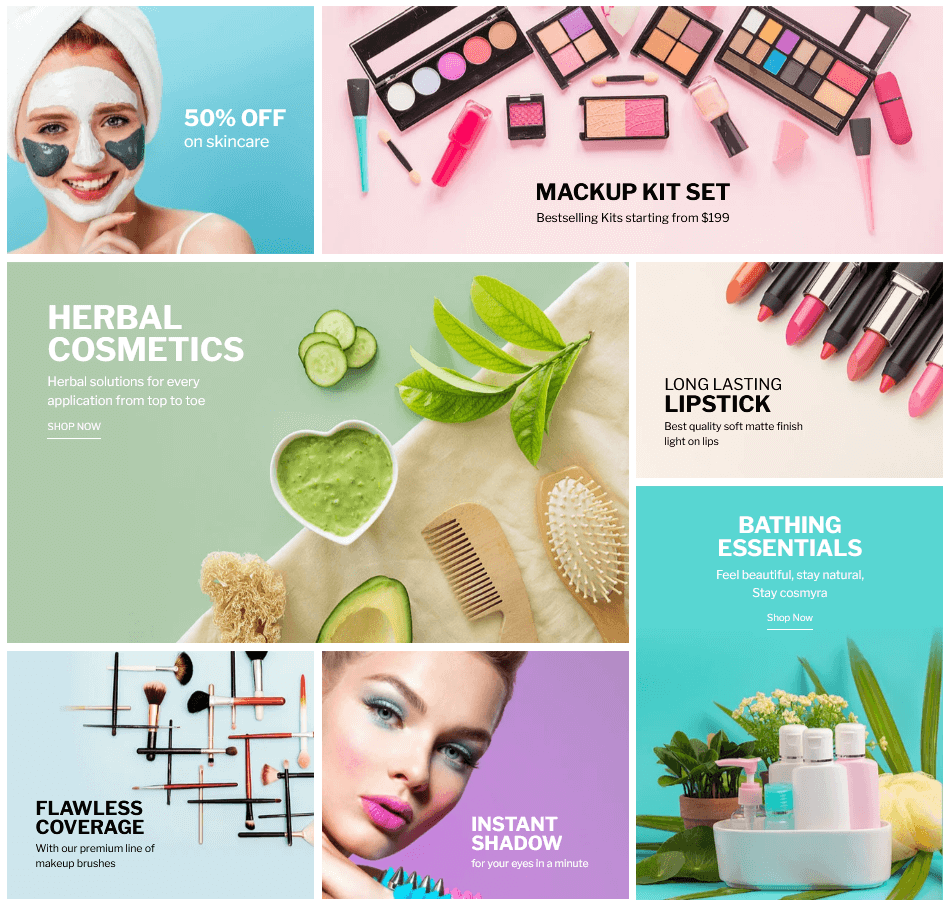 50% OFF
on skincare
MACKUP KIT SET
Bestselling Kits starting from $199
HERBAL
COSMETICS
Herbal solutions for every
application from top to toe
SHOP NOW
LONG LASTING
LIPSTICK
Best quality soft matte finish
light on lips
BATHING
ESSENTIALS
Feel beautiful, stay natural,
Stay cosmyra
Shop Now
FLAWLESS
COVERAGE
With our premium line of
makeup brushes
INSTANT
SHADOW
for your eyes in a minute